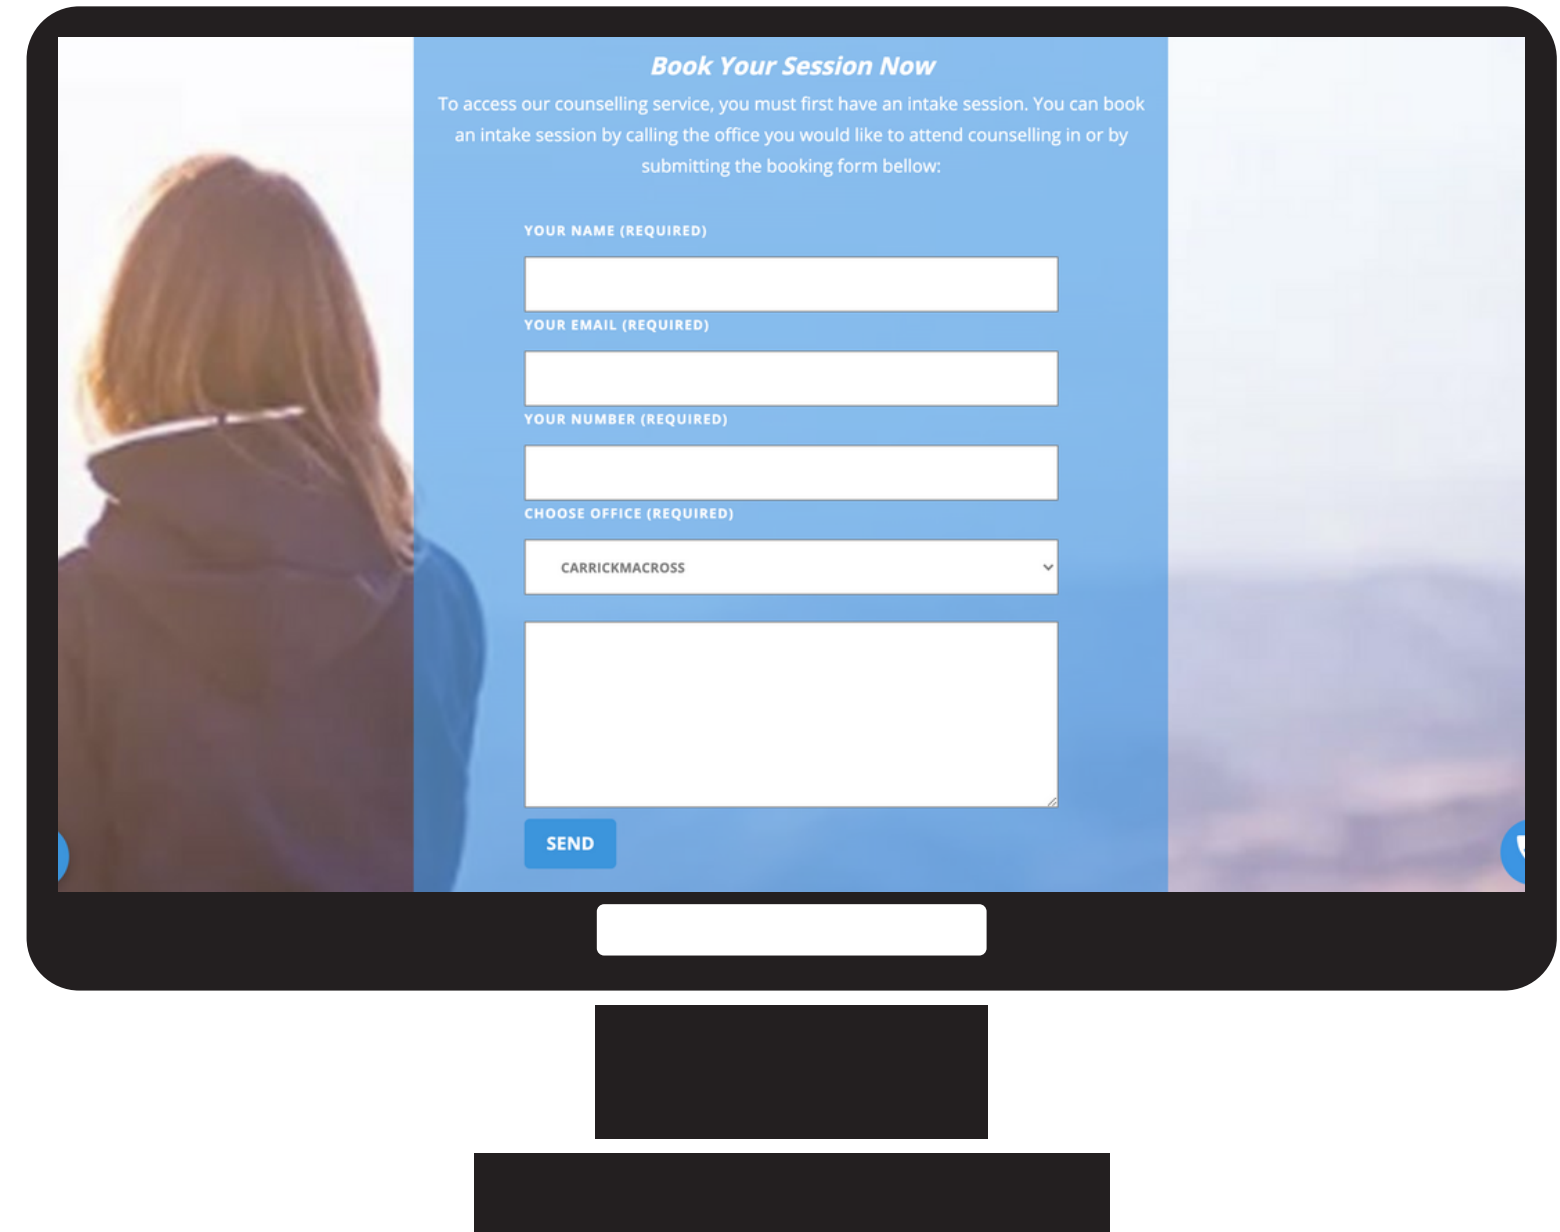 Book Your Session Now
To access our counselling service, you must first have an intake session. You can book
an intake session by calling the office you would like to attend counselling in or by
submitting the booking form bellow:
YOUR NAME (REQUIRED)
YOUR EMAIL (REQUIRED)
YOUR NUMBER (REQUIRED)
CHOOSE OFFICE (REQUIRED)
CARRICKMACROSS
SEND